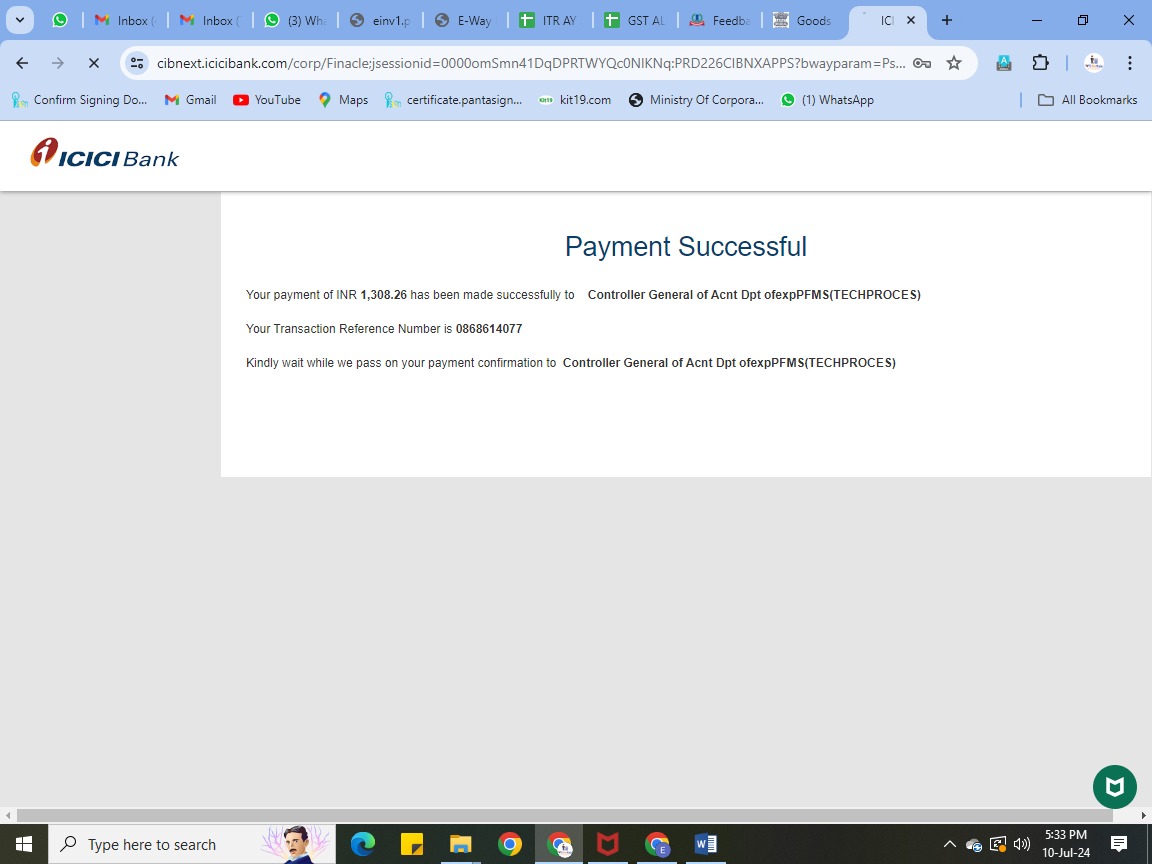 Inbox (
Inbox (
(3) Wha
einv1.p
E-Way
ITR AY
GST AL
Feedba
Goods
ICI
cibnext.icicibank.com/corp/Finacle;jsessionid=0000omSmn41DqDPRTWYQc0NIKNq:PRD226CIBNXAPPS?bwayparam=Ps...
Confirm Signing Do...
Gmail
YouTube
Maps
certificate.pantasign...
Kit19
kit19.com
Ministry Of Corpora...
(1) WhatsApp
All Bookmarks
ICICI Bank
Payment Successful
Your payment of INR 1,308.26 has been made successfully to Controller General of Acnt Dpt ofexpPFMS(TECHPROCES)
Your Transaction Reference Number is 0868614077
Kindly wait while we pass on your payment confirmation to Controller General of Acnt Dpt ofexpPFMS(TECHPROCES)
Type here to search
E
5:33 PM
10-Jul-24